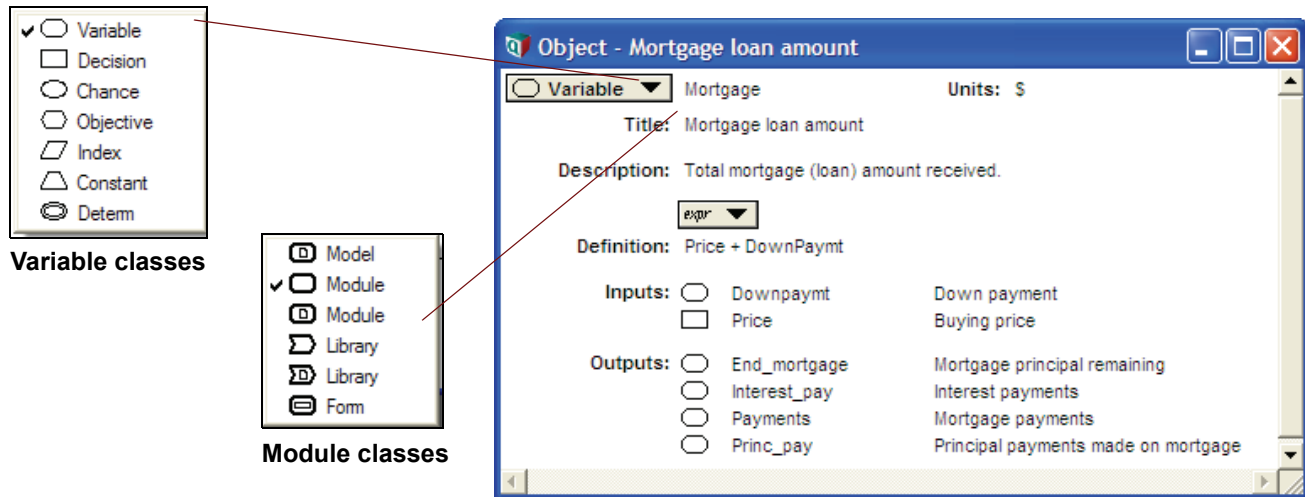 Variable
Decision
Chance
Objective
Index
Constant
Determ
Variable classes
Model
Module
Module
Library
Library
Form
Module classes
Object - Mortgage loan amount
Variable Mortgage Units: $
Title: Mortgage loan amount
Description: Total mortgage (loan) amount received.
expr
Definition: Price + DownPaymt
Inputs: Downpaymt Down payment
Price Buying price
Outputs: End_mortgage Mortgage principal remaining
Interest_pay Interest payments
Payments Mortgage payments
Princ_pay Principal payments made on mortgage